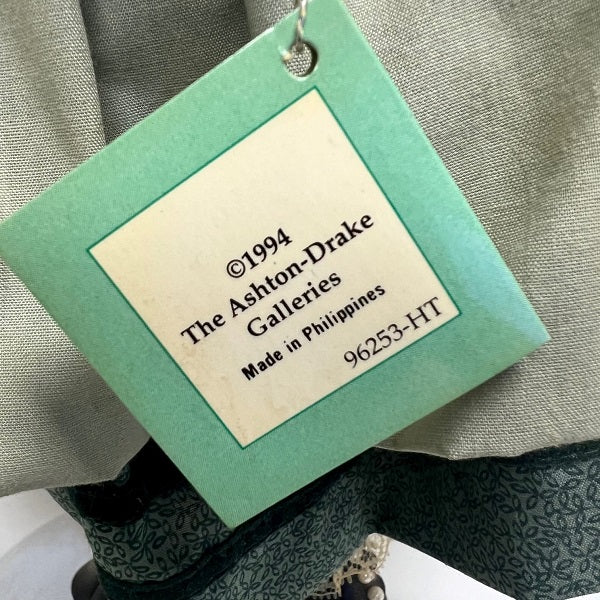 ©1994
The Ashton-Drake
Galleries
Made in Philippines
96253-HT